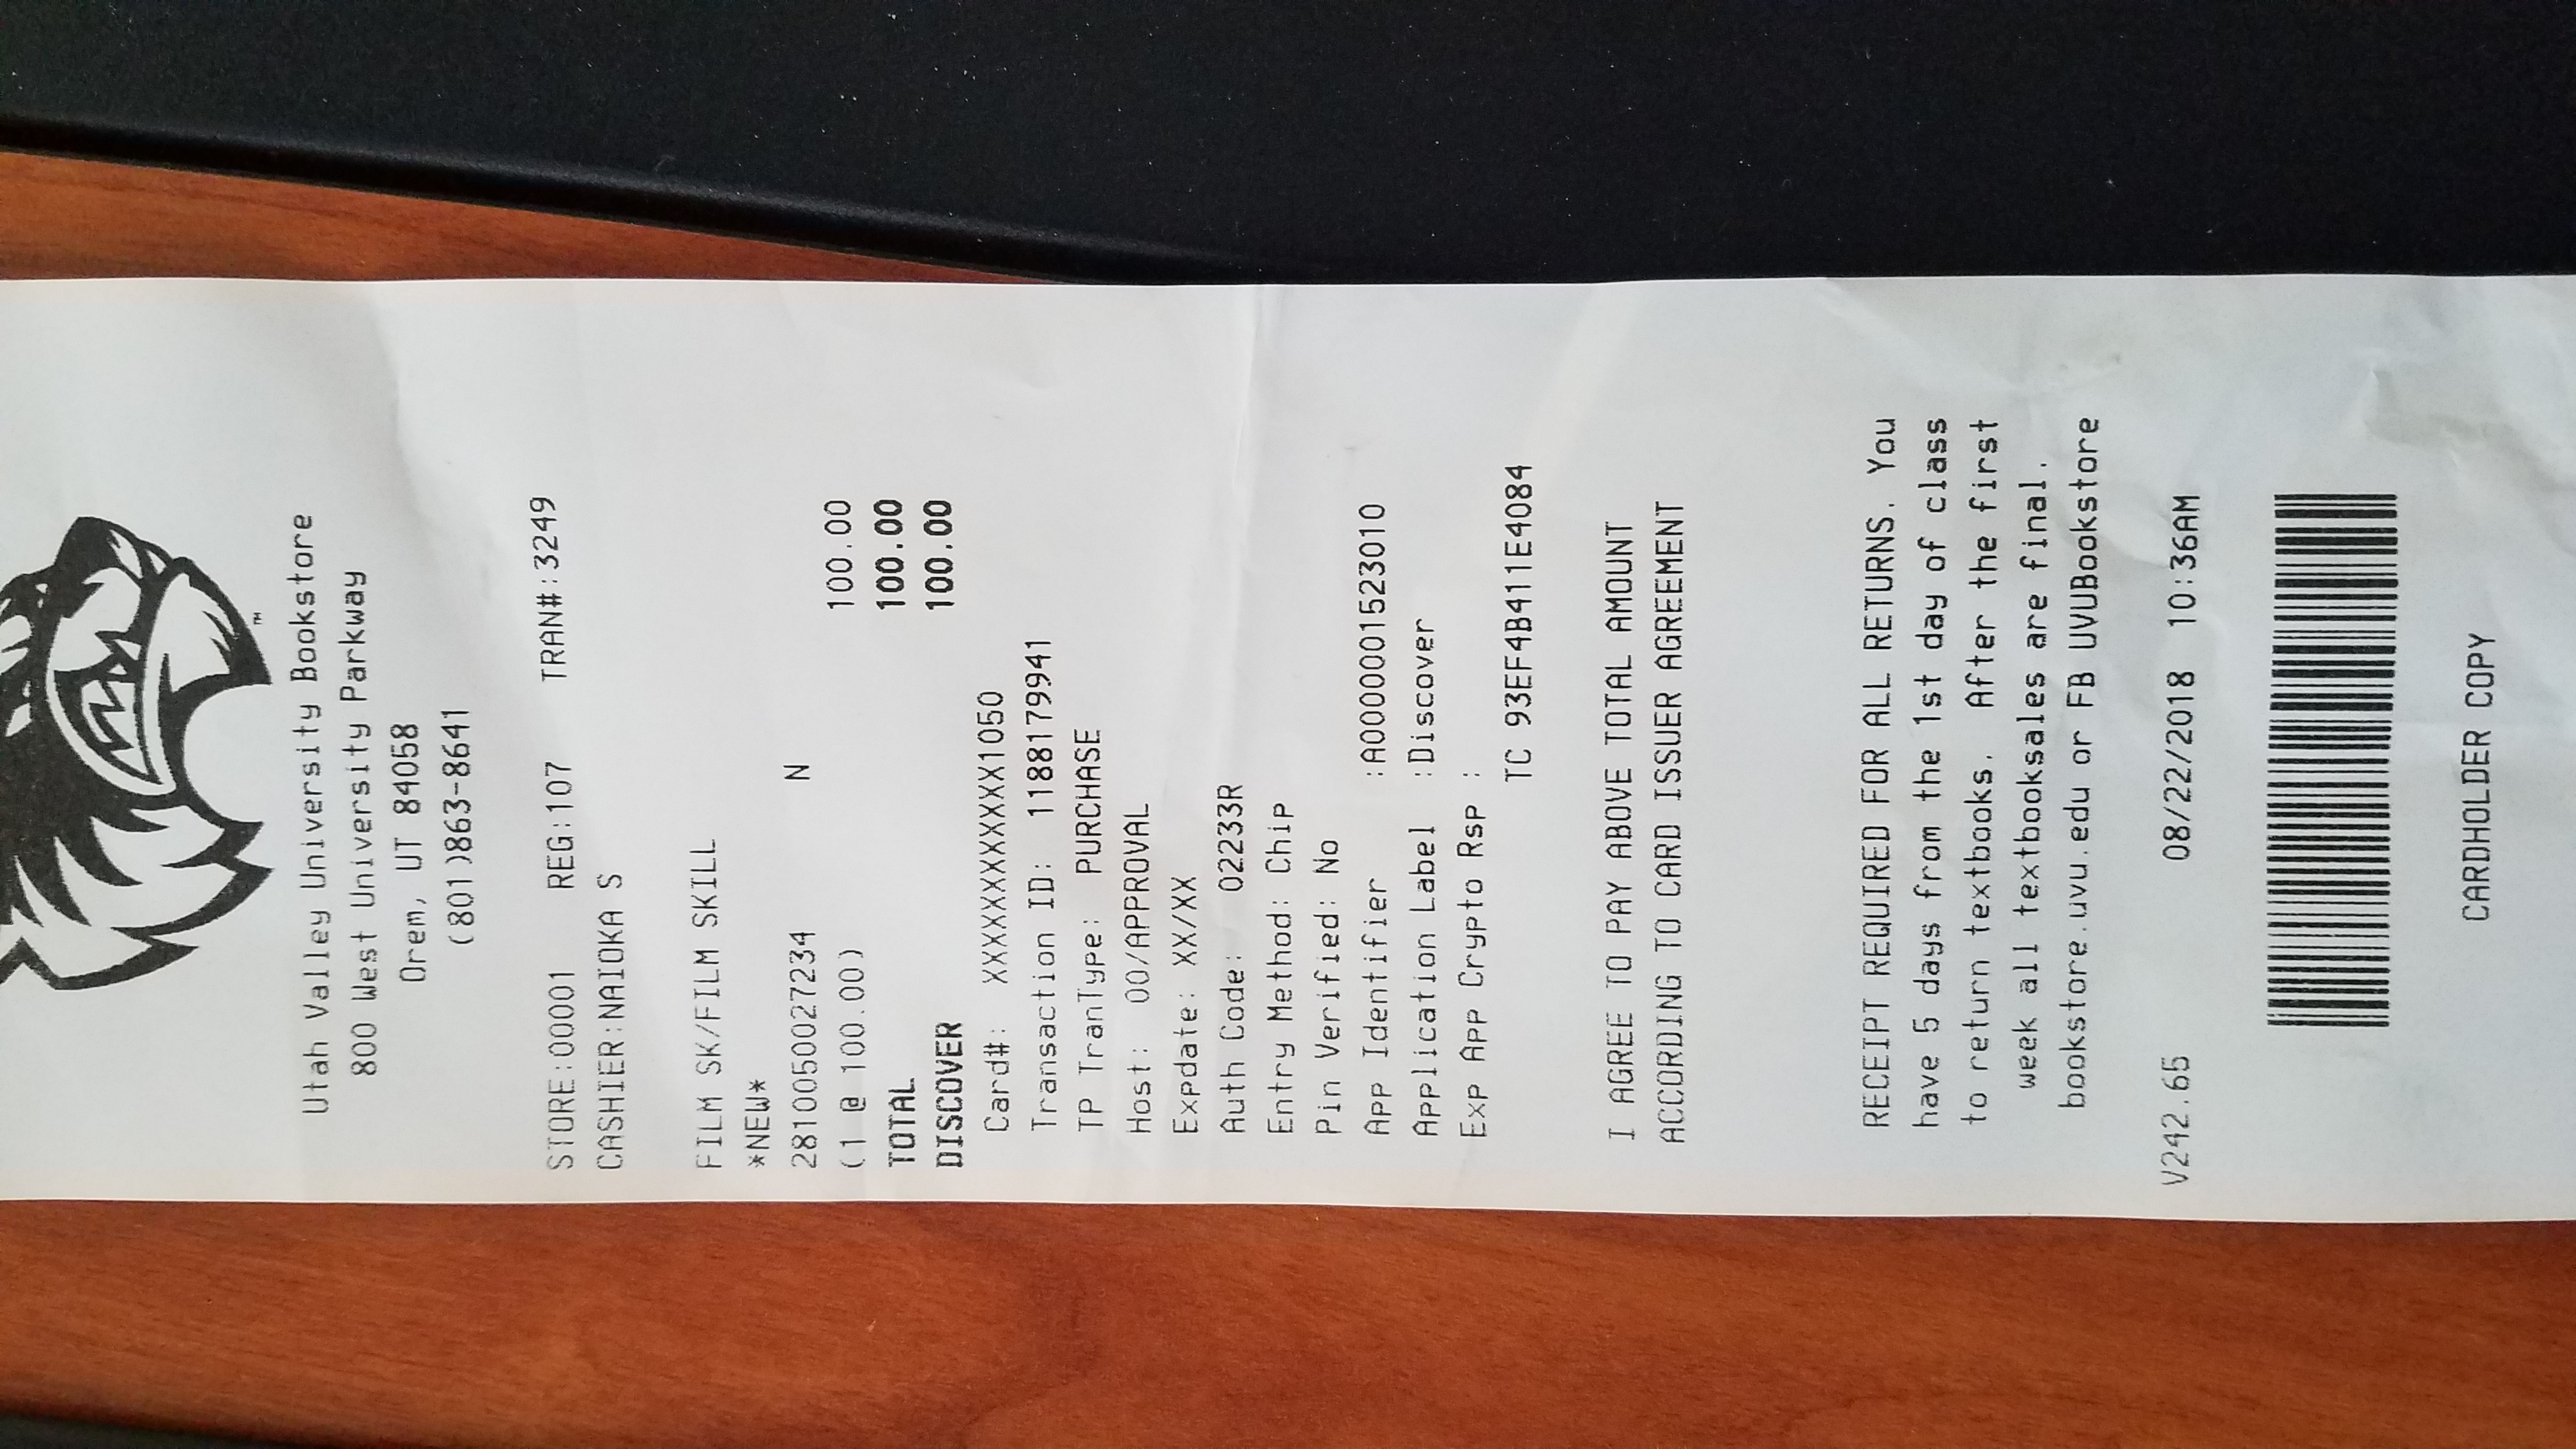 TM
Utah Valley University Bookstore
800 West University Parkway
Orem, UT 84058
(801)863-8641
STORE:00001 REG:107 TRAN#:3249
CASHIER:NAIOKA S
FILM SK/FILM SKILL
*NEW*
2810050027234 N
(1 @ 100.00) 100.00
TOTAL 100.00
DISCOVER 100.00
Card#: XXXXXXXXXXXX1050
Transaction ID: 1188179941
TP TranType: PURCHASE
Host: 00/APPROVAL
Expdate: XX/XX
Auth Code: 02233R
Entry Method: Chip
Pin Verified: No
App Identifier :A0000001523010
Application Label :Discover
Exp App Crypto Rsp :
TC 93EF4B411E4084
I AGREE TO PAY ABOVE TOTAL AMOUNT
ACCORDING TO CARD ISSUER AGREEMENT
RECEIPT REQUIRED FOR ALL RETURNS. You
have 5 days from the 1st day of class
to return textbooks. After the first
week all textbooksales are final.
bookstore.uvu.edu or FB UVUBookstore
V242.65 08/22/2018 10:36AM
CARDHOLDER COPY